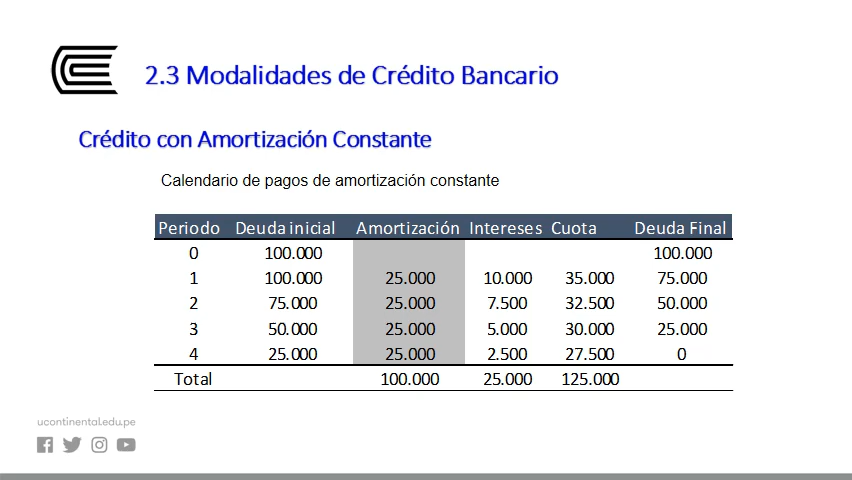 2.3 Modalidades de Crédito Bancario
Crédito con Amortización Constante
Calendario de pagos de amortización constante
Periodo Deuda inicial Amortización Intereses Cuota Deuda Final
0 100.000 100.000
1 100.000 25.000 10.000 35.000 75.000
2 75.000 25.000 7.500 32.500 50.000
3 50.000 25.000 5.000 30.000 25.000
4 25.000 25.000 2.500 27.500 0
Total 100.000 25.000 125.000
ucontinental.edu.pe